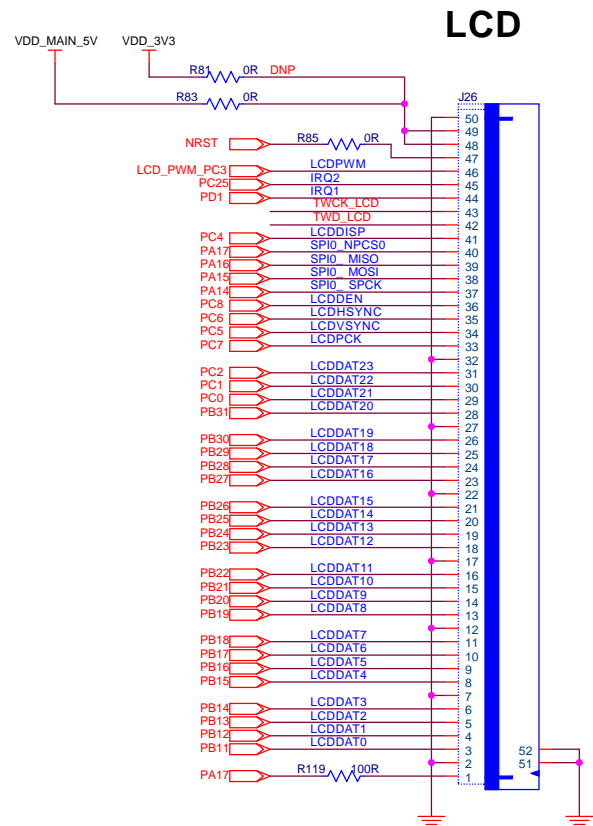 LCD
VDD_MAIN_5V VDD_3V3
R81 0R DNP
R83 0R
J26
50
49
NRST R85 0R 48
47
LCD_PWM_PC3 LCDPWM 46
PC25 IRQ2 45
PD1 IRQ1 44
TWCK_LCD 43
TWD_LCD 42
PC4 LCDDISP 41
PA17 SPI0_NPCS0 40
PA16 SPI0_ MISO 39
PA15 SPI0_ MOSI 38
PA14 SPI0_ SPCK 37
PC8 LCDDEN 36
PC6 LCDHSYNC 35
PC5 LCDVSYNC 34
PC7 LCDPCK 33
32
PC2 LCDDAT23 31
PC1 LCDDAT22 30
PC0 LCDDAT21 29
PB31 LCDDAT20 28
27
PB30 LCDDAT19 26
PB29 LCDDAT18 25
PB28 LCDDAT17 24
PB27 LCDDAT16 23
22
PB26 LCDDAT15 21
PB25 LCDDAT14 20
PB24 LCDDAT13 19
PB23 LCDDAT12 18
17
PB22 LCDDAT11 16
PB21 LCDDAT10 15
PB20 LCDDAT9 14
PB19 LCDDAT8 13
12
PB18 LCDDAT7 11
PB17 LCDDAT6 10
PB16 LCDDAT5 9
PB15 LCDDAT4 8
7
PB14 LCDDAT3 6
PB13 LCDDAT2 5
PB12 LCDDAT1 4
PB11 LCDDAT0 3 52
2 51
PA17 R119 100R 1